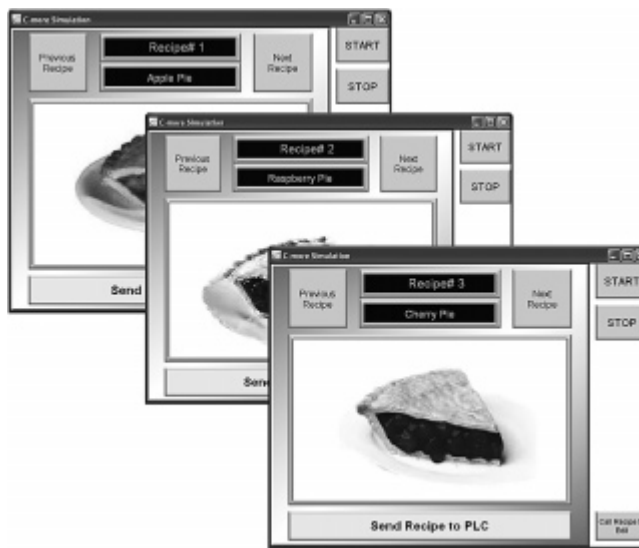 C-more Simulation
Previous
Recipe
Recipe# 1
Apple Pie
Next
Recipe
START
STOP
Send
C-more Simulation
Previous
Recipe
Recipe# 2
Raspberry Pie
Next
Recipe
START
STOP
Send
C-more Simulation
Previous
Recipe
Recipe# 3
Cherry Pie
Next
Recipe
START
STOP
Send Recipe to PLC
Recipe